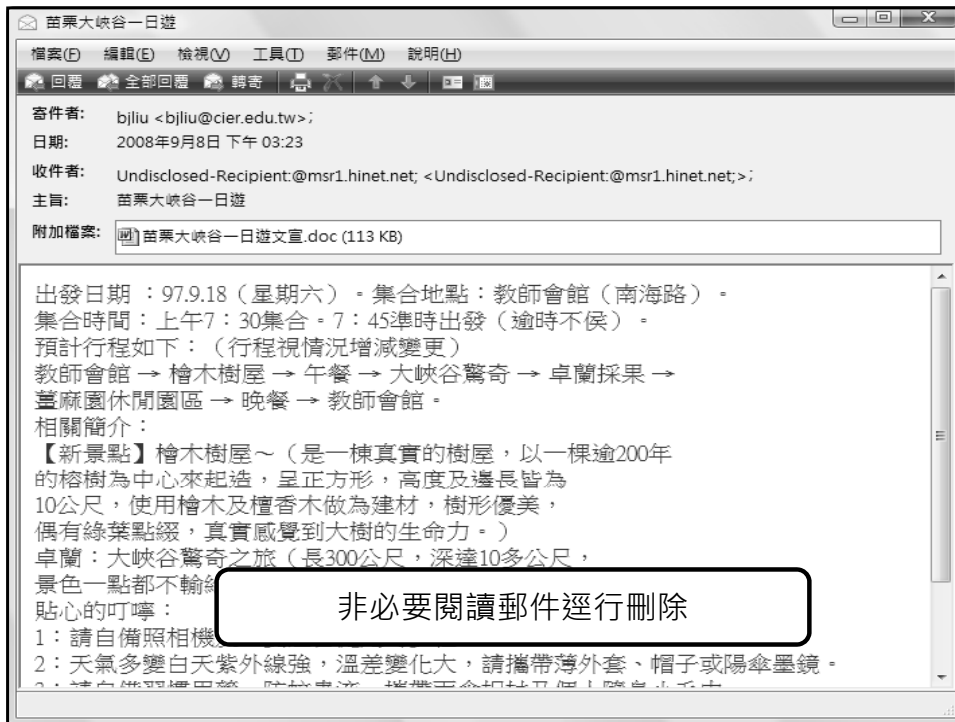 苗栗大峽谷一日遊
檔案(F) 編輯(E) 檢視(V) 工具(T) 郵件(M) 說明(H)
回覆 全部回覆 轉寄
寄件者: bjliu <bjliu@cier.edu.tw>;
日期: 2008年9月8日 下午 03:23
收件者: Undisclosed-Recipient:@msr1.hinet.net; <Undisclosed-Recipient:@msr1.hinet.net;>;
主旨: 苗栗大峽谷一日遊
附加檔案: 苗栗大峽谷一日遊文宣.doc (113 KB)
出發日期 ：97.9.18（星期六）。集合地點：教師會館（南海路）。
集合時間：上午7：30集合。7：45準時出發（逾時不侯）。
預計行程如下：（行程視情況增減變更）
教師會館 → 檜木樹屋 → 午餐 → 大峽谷驚奇 → 卓蘭採果 →
薑麻園休閒園區 → 晚餐 → 教師會館。
相關簡介：
【新景點】檜木樹屋～（是一棟真實的樹屋，以一棵逾200年
的榕樹為中心來起造，呈正方形，高度及邊長皆為
10公尺，使用檜木及檀香木做為建材，樹形優美，
偶有綠葉點綴，真實感覺到大樹的生命力。）
卓蘭：大峽谷驚奇之旅（長300公尺，深達10多公尺，
景色一點都不輸
貼心的叮嚀：
1：請自備照相機
2：天氣多變白天紫外線強，溫差變化大，請攜帶薄外套、帽子或陽傘墨鏡。
非必要閱讀郵件逕行刪除